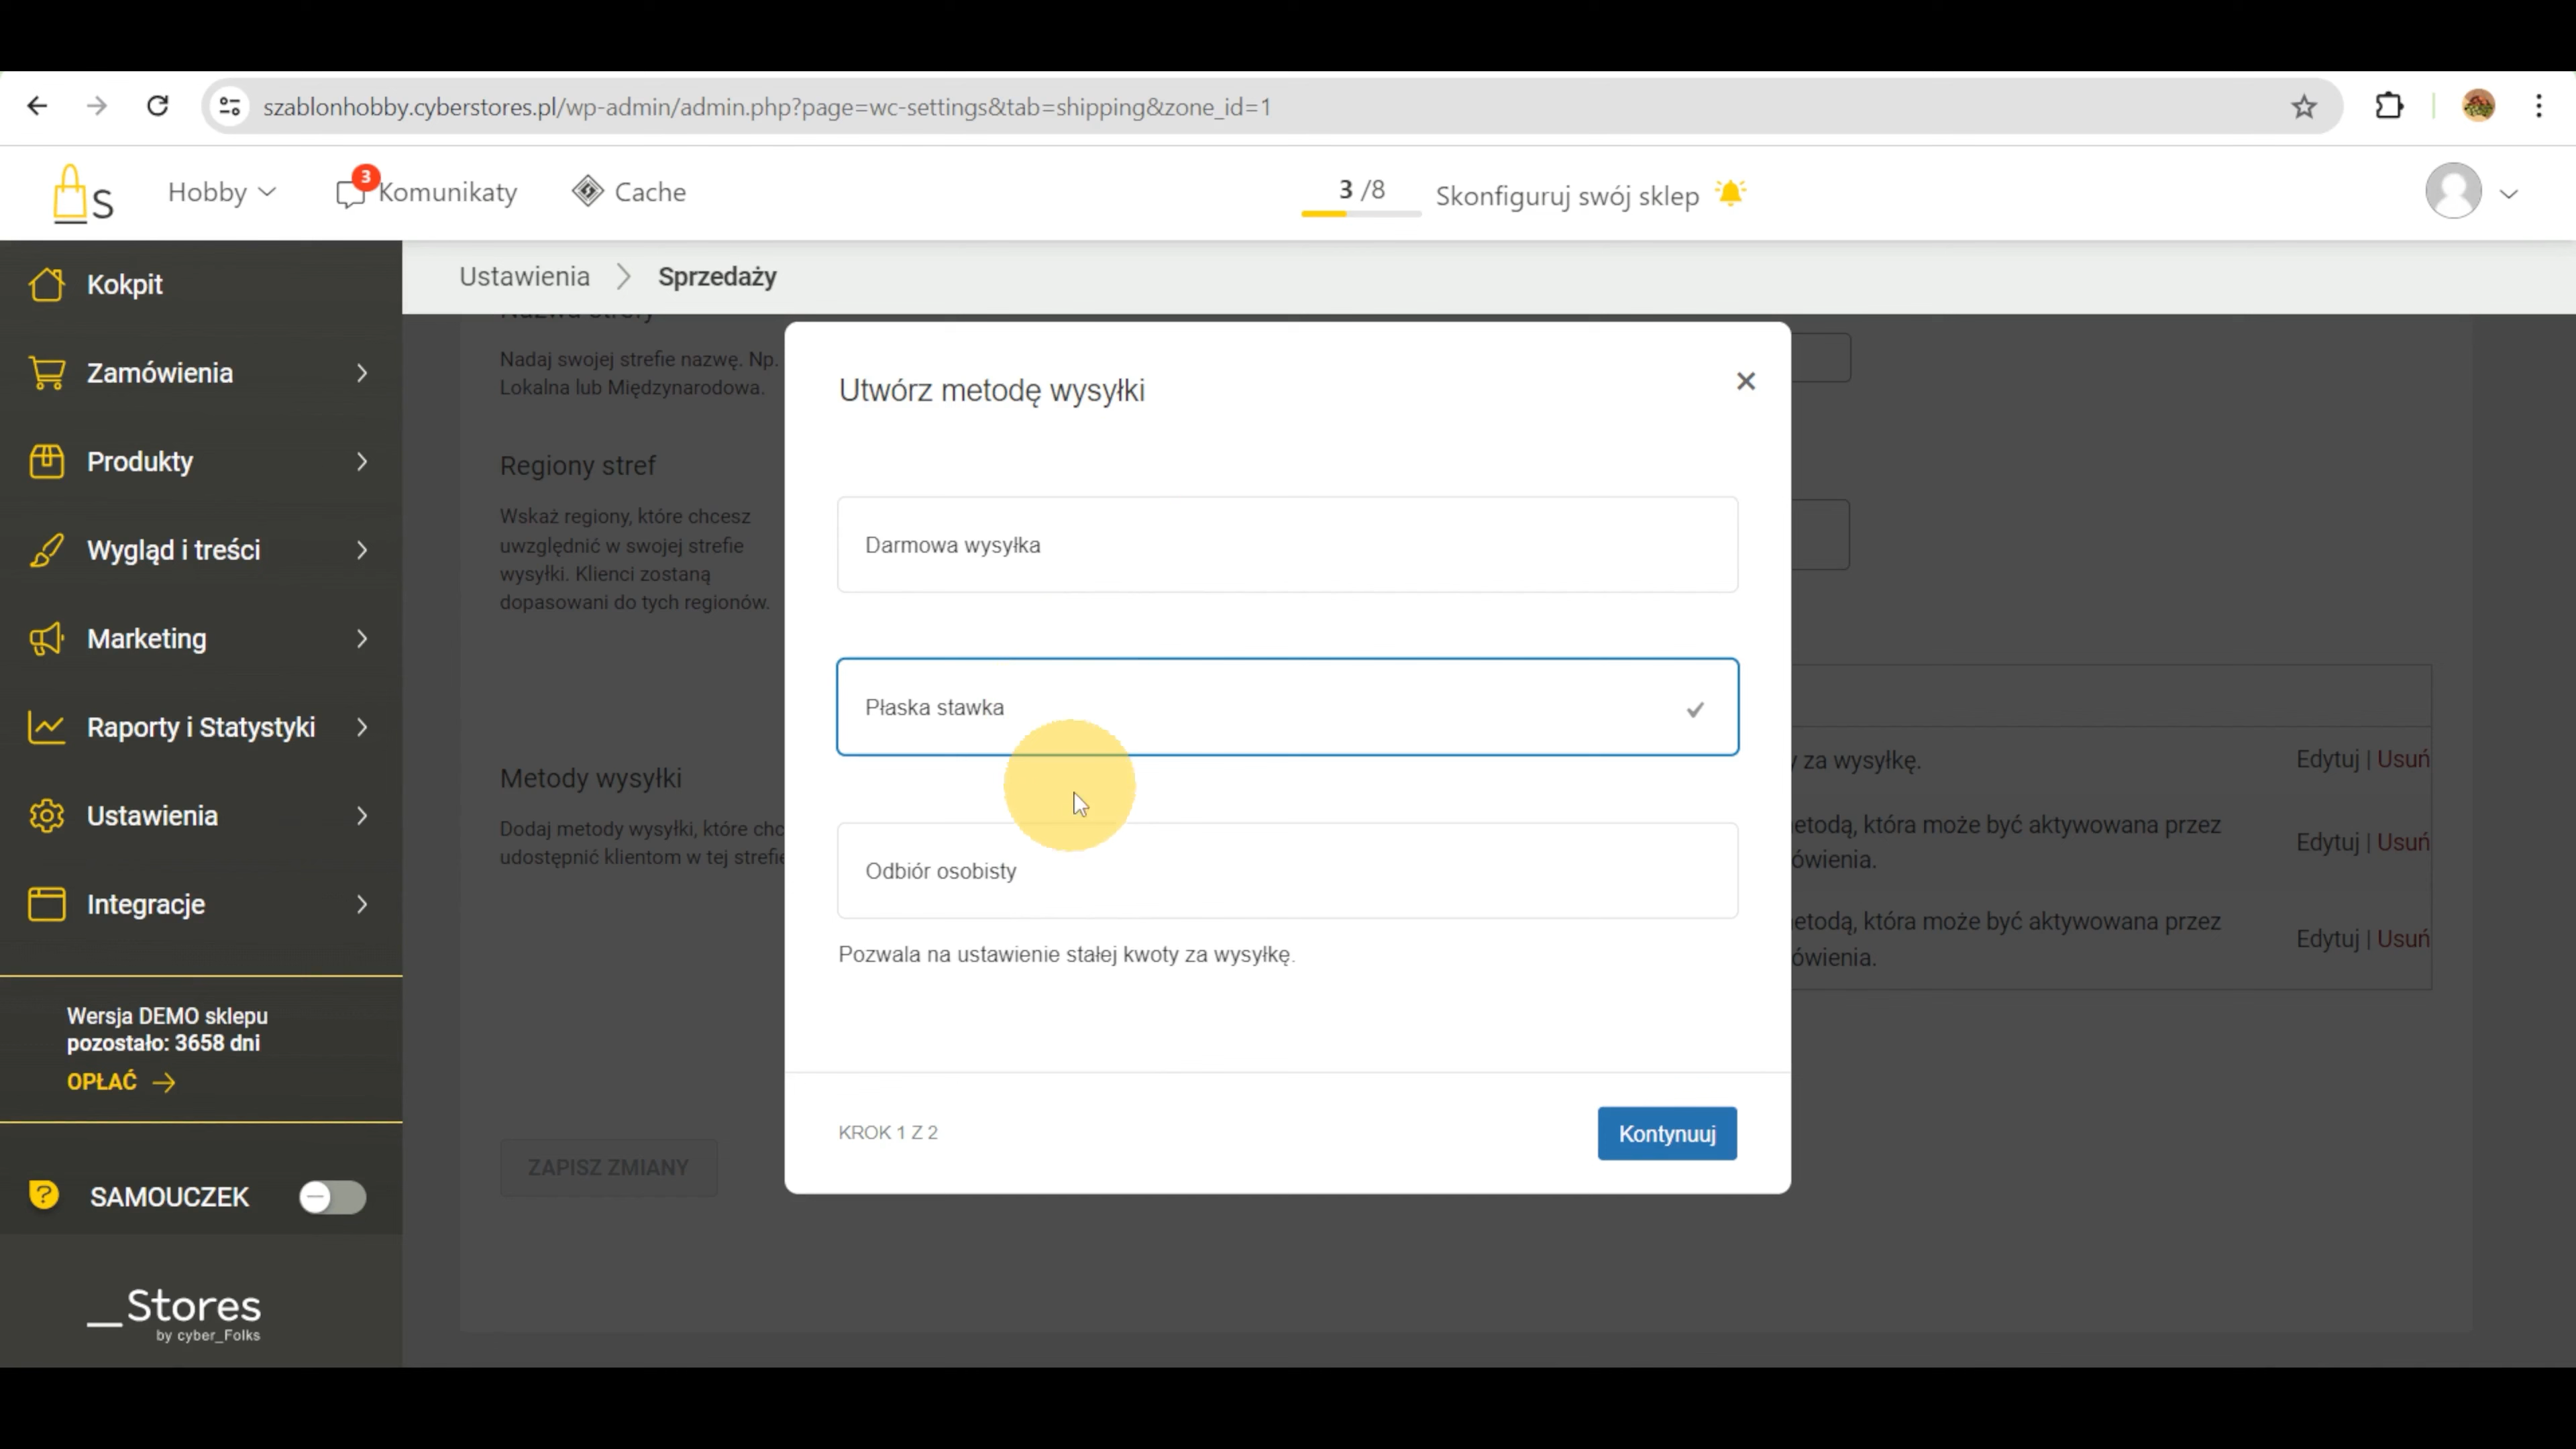 szablonhobby.cyberstores.pl/wp-admin/admin.php?page=wc-settings&tab=shipping&zone_id=1
S
Hobby
3
Komunikaty
Cache
3 /8
Skonfiguruj swój sklep
Kokpit
Zamówienia
Produkty
Wygląd i treści
Marketing
Raporty i Statystyki
Ustawienia
Integracje
Wersja DEMO sklepu
pozostało: 3658 dni
OPŁAĆ
SAMOUCZEK
__Stores
by cyber_Folks
Ustawienia
Sprzedaży
Nazwa strefy
Nadaj swojej strefie nazwę. Np.
Lokalna lub Międzynarodowa.
Regiony stref
Wskaż regiony, które chcesz
uwzględnić w swojej strefie
wysyłki. Klienci zostaną
dopasowani do tych regionów.
Metody wysyłki
Dodaj metody wysyłki, które chc
udostępnić klientom w tej strefie
ZAPISZ ZMIANY
Utwórz metodę wysyłki
Darmowa wysyłka
Płaska stawka
Odbiór osobisty
Pozwala na ustawienie stałej kwoty za wysyłkę.
KROK 1 Z 2
Kontynuuj
y za wysyłkę.
Edytuj | Usuń
etodą, która może być aktywowana przez
ówienia.
Edytuj | Usuń
etodą, która może być aktywowana przez
ówienia.
Edytuj | Usuń